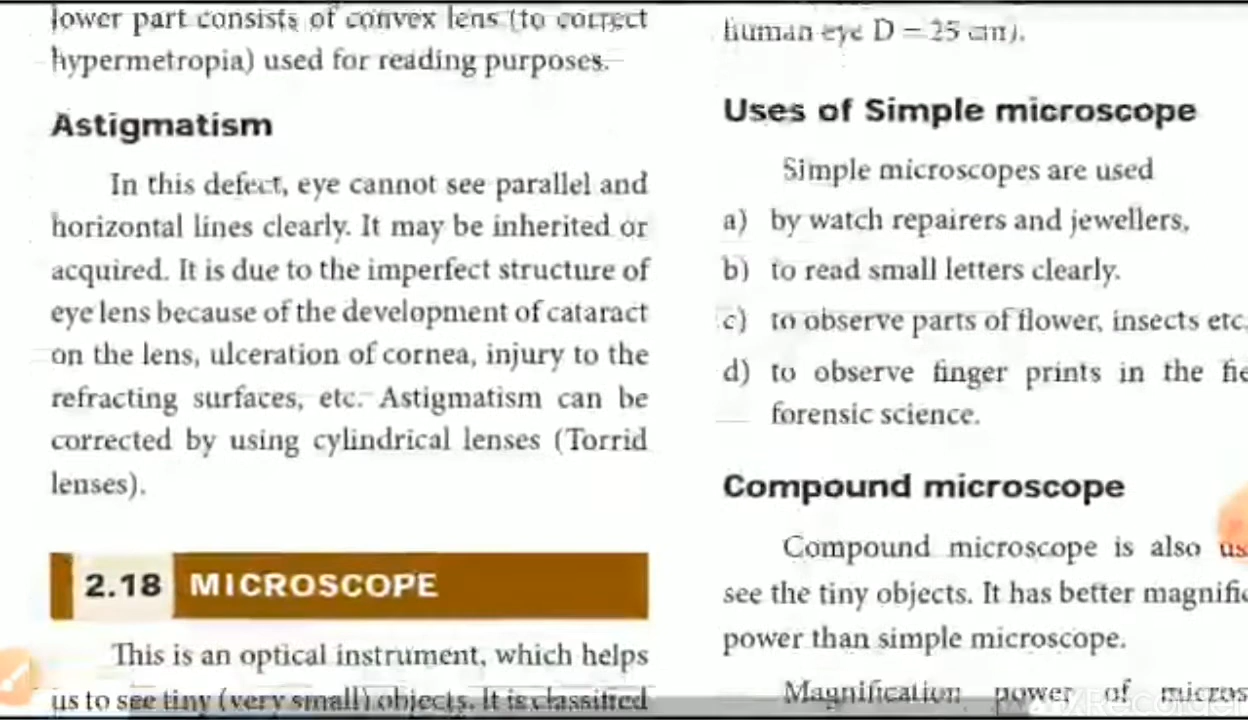 lower part consists of convex lens (to correct
hypermetropia) used for reading purposes.
Astigmatism
In this defect, eye cannot see parallel and
horizontal lines clearly. It may be inherited or
acquired. It is due to the imperfect structure of
eye lens because of the development of cataract
on the lens, ulceration of cornea, injury to the
refracting surfaces, etc. Astigmatism can be
corrected by using cylindrical lenses (Torrid
lenses).
2.18 MICROSCOPE
This is an optical instrument, which helps
us to see tiny (very small) objects. It is classified
human eye D = 25 cm).
Uses of Simple microscope
Simple microscopes are used
a) by watch repairers and jewellers,
b) to read small letters clearly.
c) to observe parts of flower, insects etc.
d) to observe finger prints in the fie
forensic science.
Compound microscope
Compound microscope is also us
see the tiny objects. It has better magnific
power than simple microscope.
Magnification power of micros